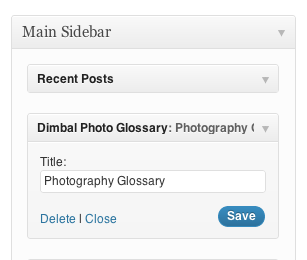 Main Sidebar
Recent Posts
Dimbal Photo Glossary: Photography
Title:
Photography Glossary
Delete | Close
Save